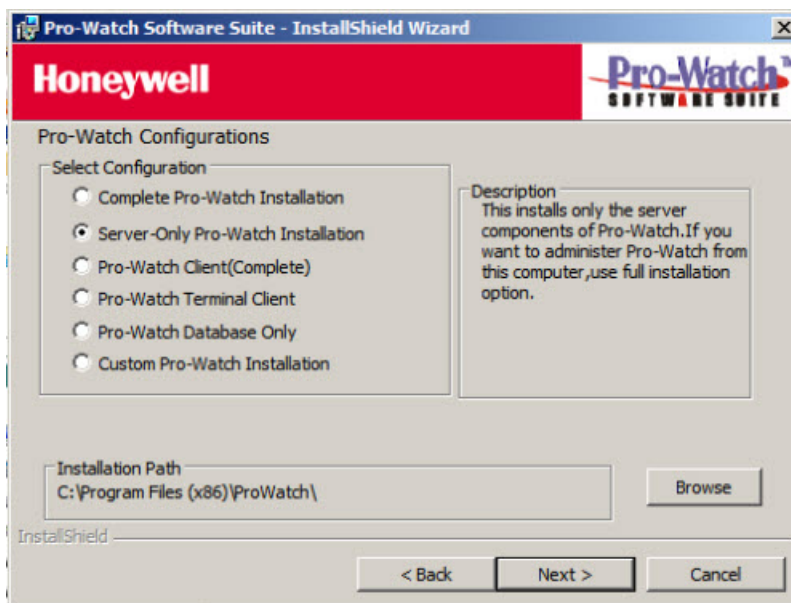 Pro-Watch Software Suite - InstallShield Wizard
Honeywell
Pro-Watch™
SOFTWARE SUITE
Pro-Watch Configurations
Select Configuration
Complete Pro-Watch Installation
Server-Only Pro-Watch Installation
Pro-Watch Client(Complete)
Pro-Watch Terminal Client
Pro-Watch Database Only
Custom Pro-Watch Installation
Description
This installs only the server
components of Pro-Watch.If you
want to administer Pro-Watch from
this computer,use full installation
option.
Installation Path
C:\Program Files (x86)\ProWatch\
Browse
InstallShield
< Back
Next >
Cancel